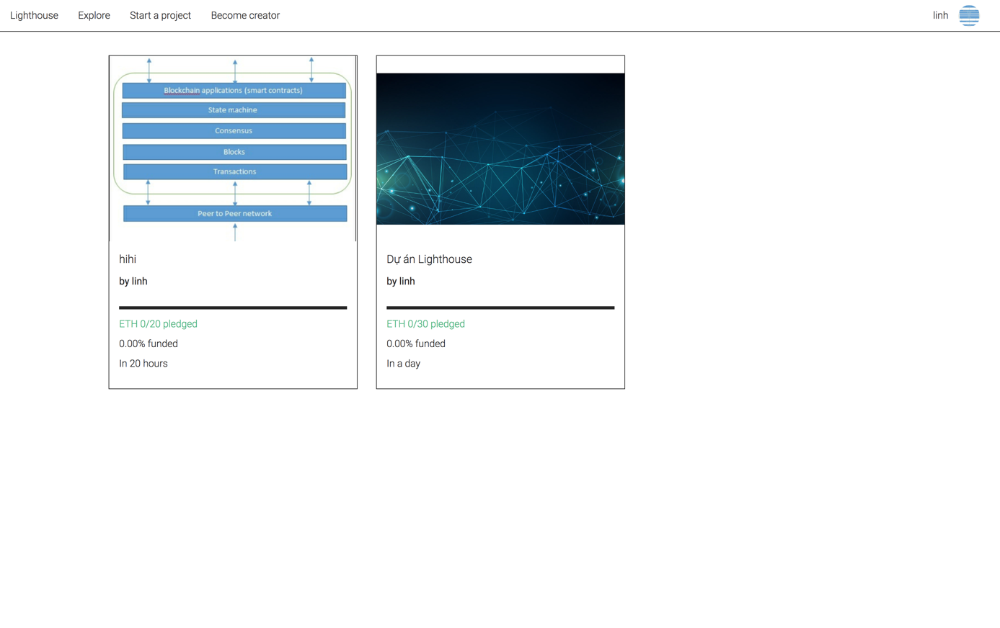 Lighthouse Explore Start a project Become creator linh
Blockchain applications (smart contracts)
State machine
Consensus
Blocks
Transactions
Peer to Peer network
hihi
by linh
ETH 0/20 pledged
0.00% funded
In 20 hours
Dự án Lighthouse
by linh
ETH 0/30 pledged
0.00% funded
In a day